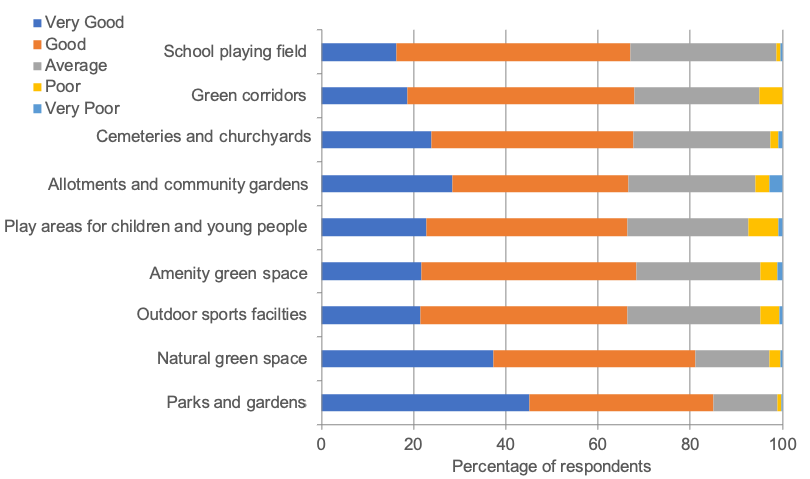 Very Good
Good
Average
Poor
Very Poor
School playing field
Green corridors
Cemeteries and churchyards
Allotments and community gardens
Play areas for children and young people
Amenity green space
Outdoor sports facilties
Natural green space
Parks and gardens
0 20 40 60 80 100
Percentage of respondents